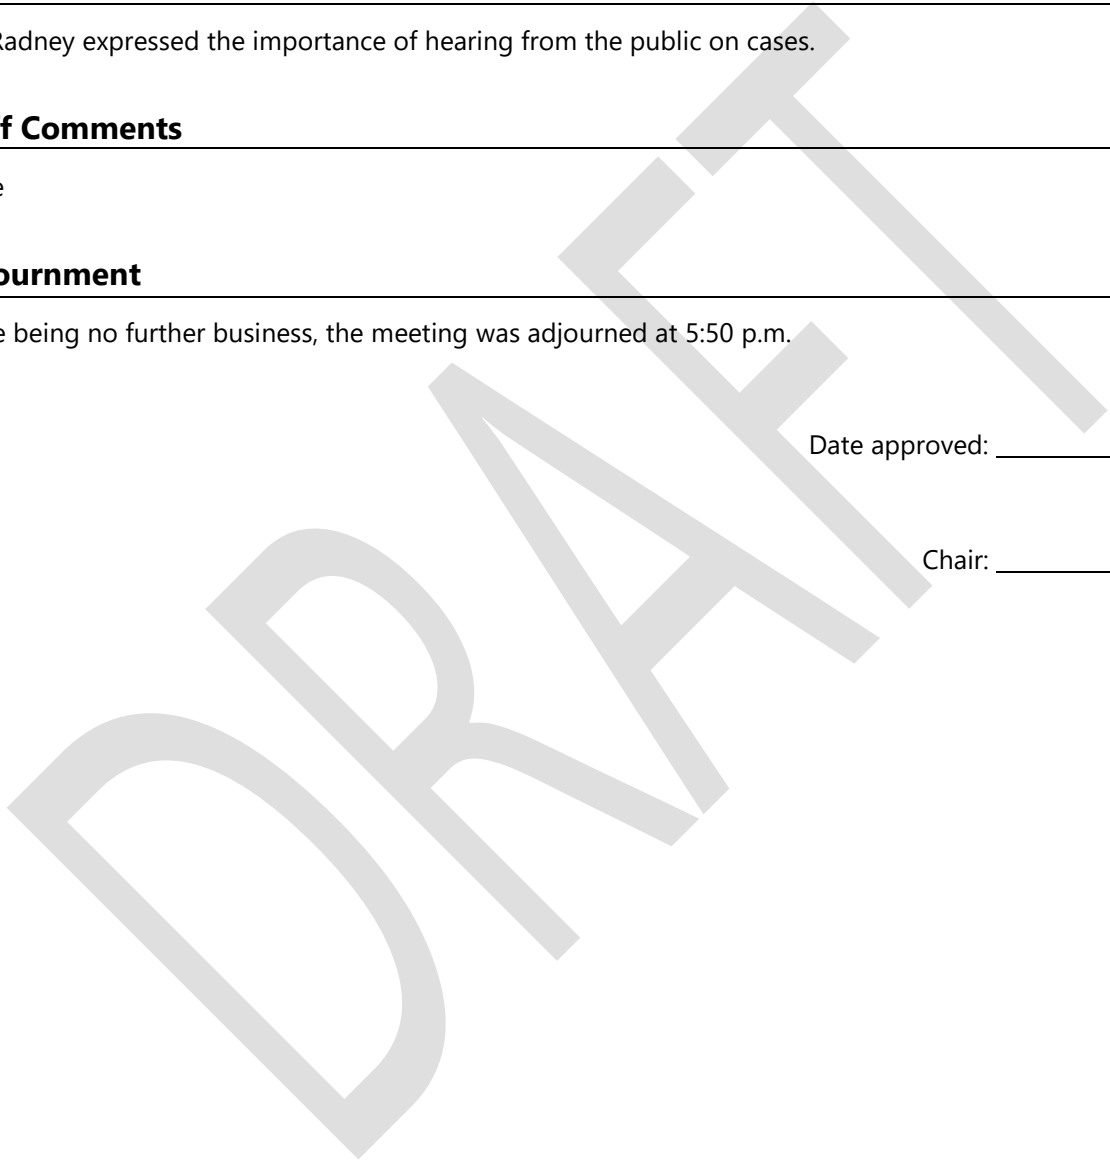 Radney expressed the importance of hearing from the public on cases.
f Comments
e
ournment
e being no further business, the meeting was adjourned at 5:50 p.m.
Date approved:
Chair:
DRAFT